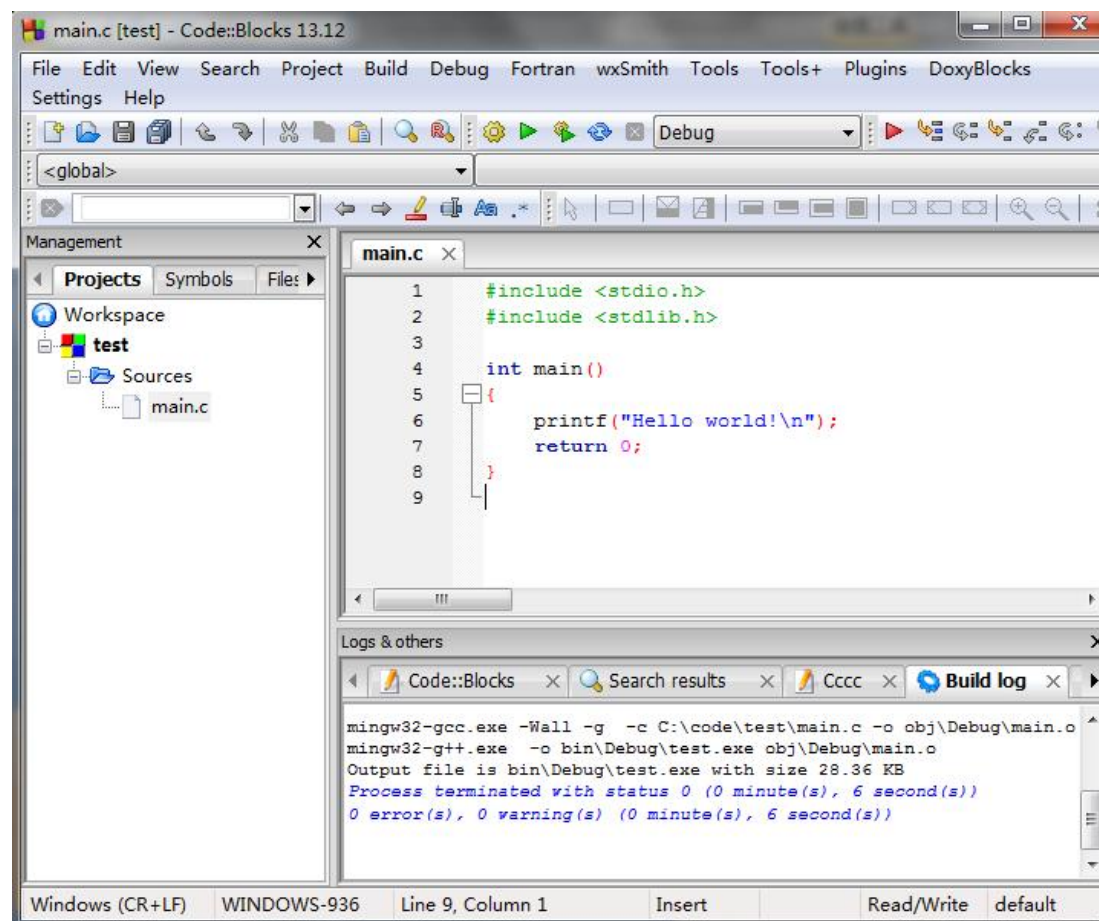 main.c [test] - Code::Blocks 13.12
File Edit View Search Project Build Debug Fortran wxSmith Tools Tools+ Plugins DoxyBlocks
Settings Help
Debug
<global>
Management
Projects Symbols Files
Workspace
test
Sources
main.c
main.c
1 #include <stdio.h>
2 #include <stdlib.h>
3
4 int main()
5 {
6 printf("Hello world!\n");
7 return 0;
8 }
9
Logs & others
Code::Blocks Search results Cccc Build log
mingw32-gcc.exe -Wall -g -c C:\code\test\main.c -o obj\Debug\main.o
mingw32-g++.exe -o bin\Debug\test.exe obj\Debug\main.o
Output file is bin\Debug\test.exe with size 28.36 KB
Process terminated with status 0 (0 minute(s), 6 second(s))
0 error(s), 0 warning(s) (0 minute(s), 6 second(s))
Windows (CR+LF) WINDOWS-936 Line 9, Column 1 Insert Read/Write default